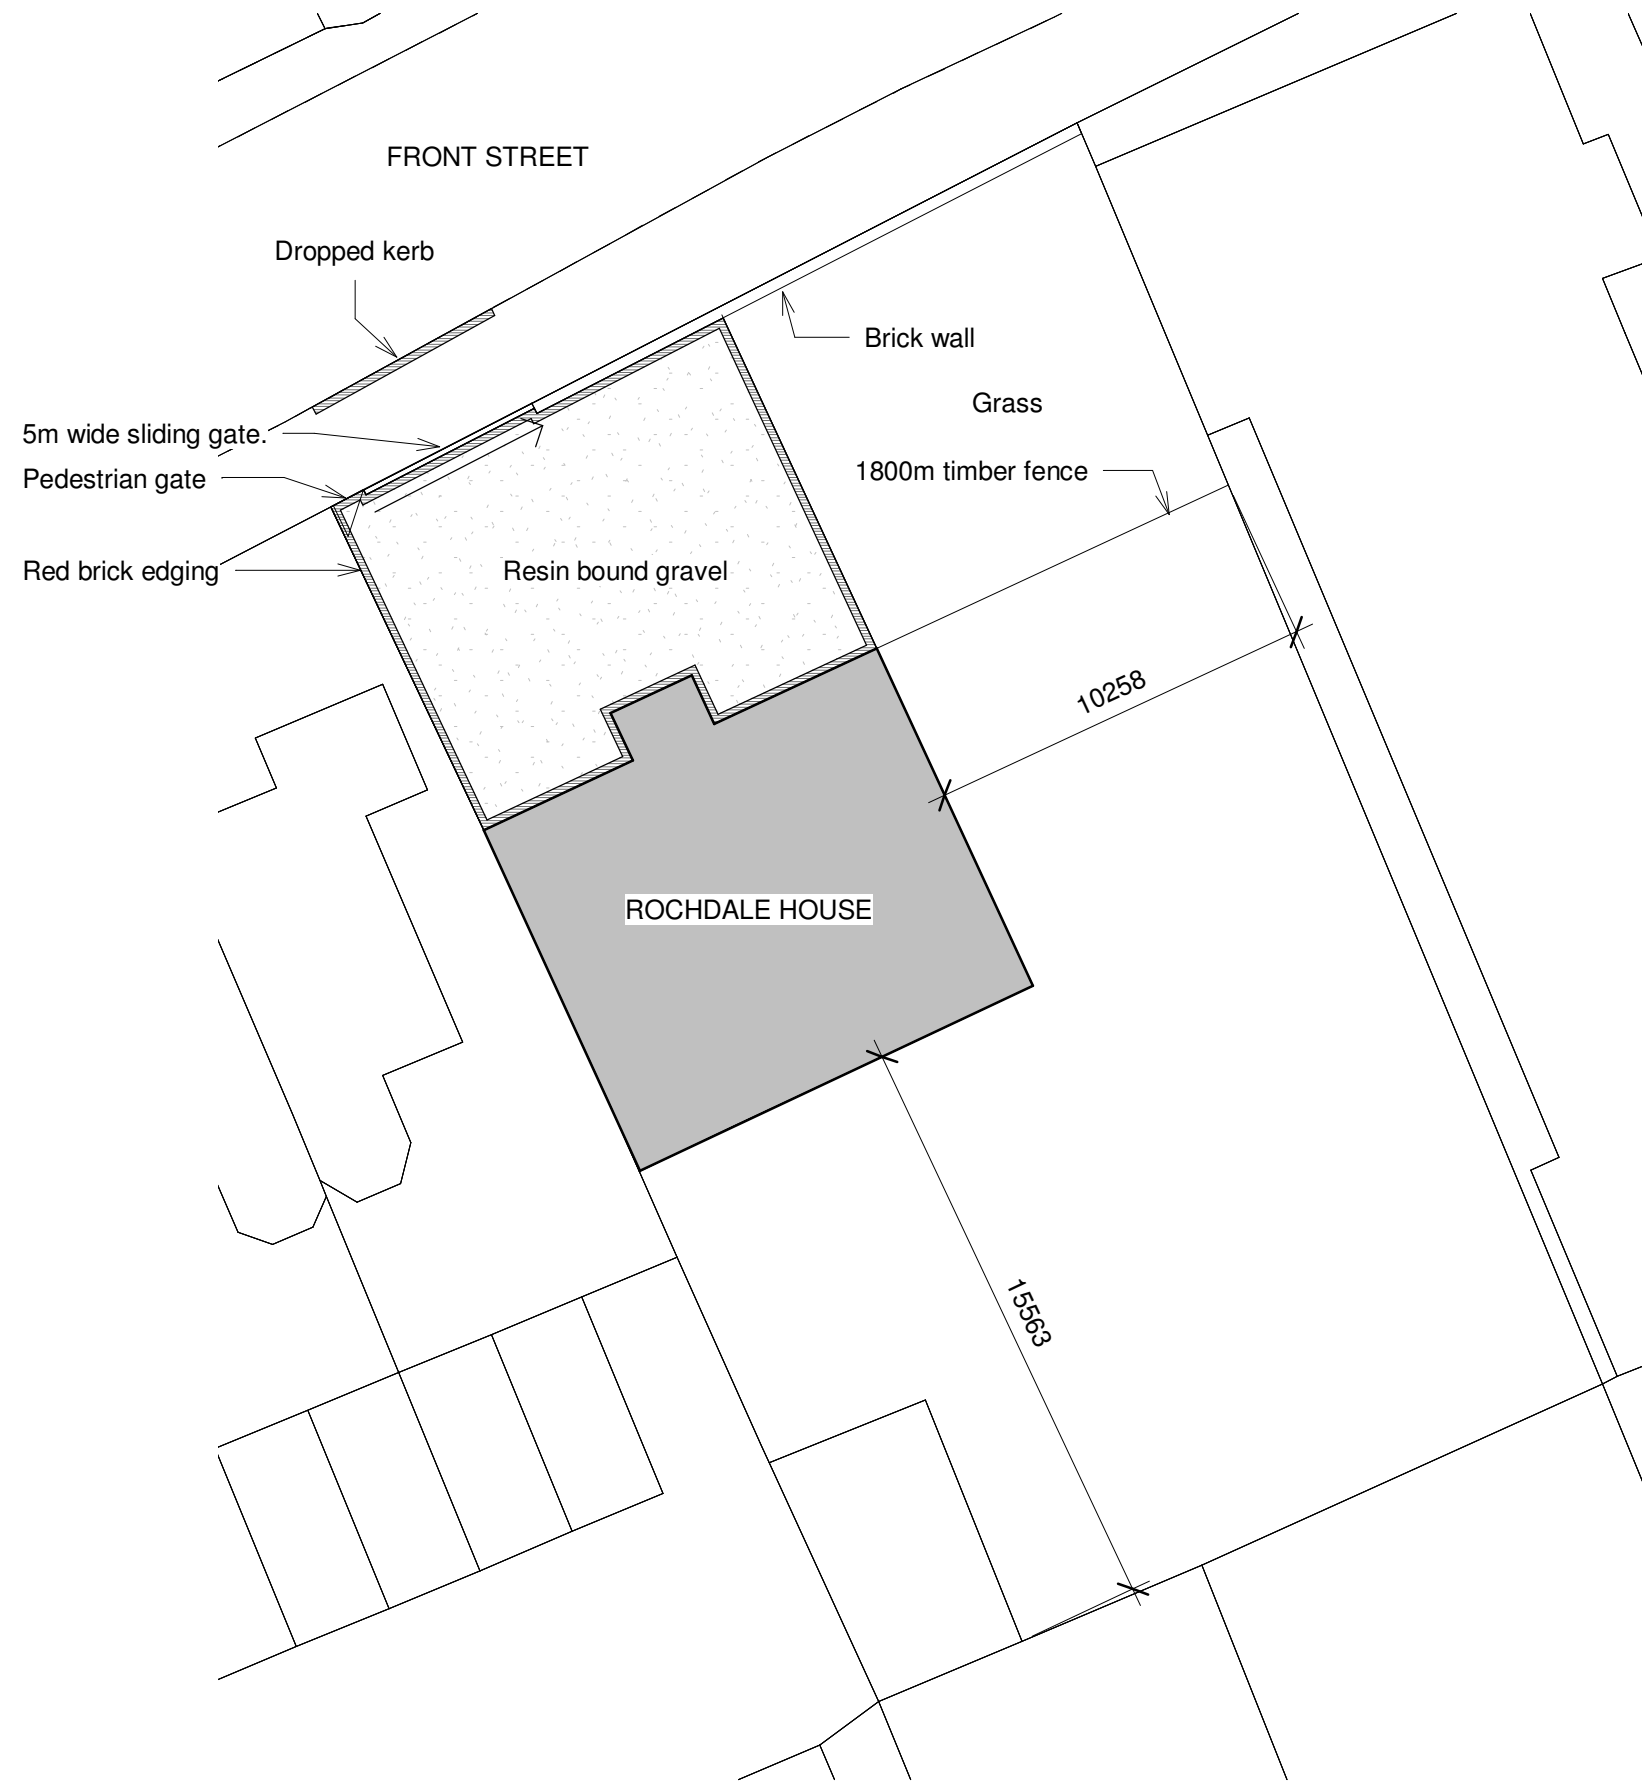 FRONT STREET
Dropped kerb
Brick wall
Grass
5m wide sliding gate.
1800m timber fence
Pedestrian gate
Red brick edging
Resin bound gravel
10258
ROCHDALE HOUSE
15563